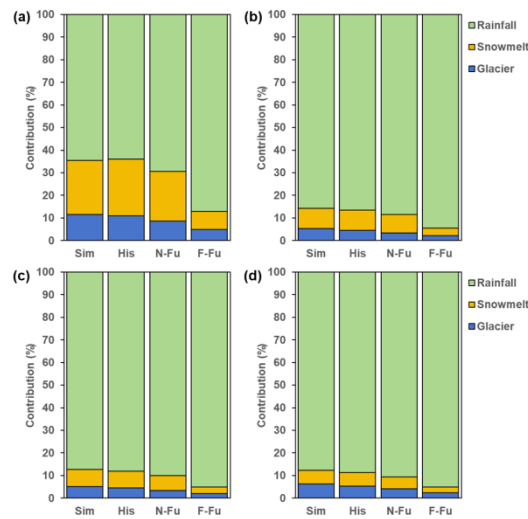 (a)
Contribution (%)
100
90
80
70
60
50
40
30
20
10
0
Sim His N-Fu F-Fu
(b)
Contribution (%)
100
90
80
70
60
50
40
30
20
10
0
Sim His N-Fu F-Fu
Rainfall
Snowmelt
Glacier
(c)
Contribution (%)
100
90
80
70
60
50
40
30
20
10
0
Sim His N-Fu F-Fu
(d)
Contribution (%)
100
90
80
70
60
50
40
30
20
10
0
Sim His N-Fu F-Fu
Rainfall
Snowmelt
Glacier